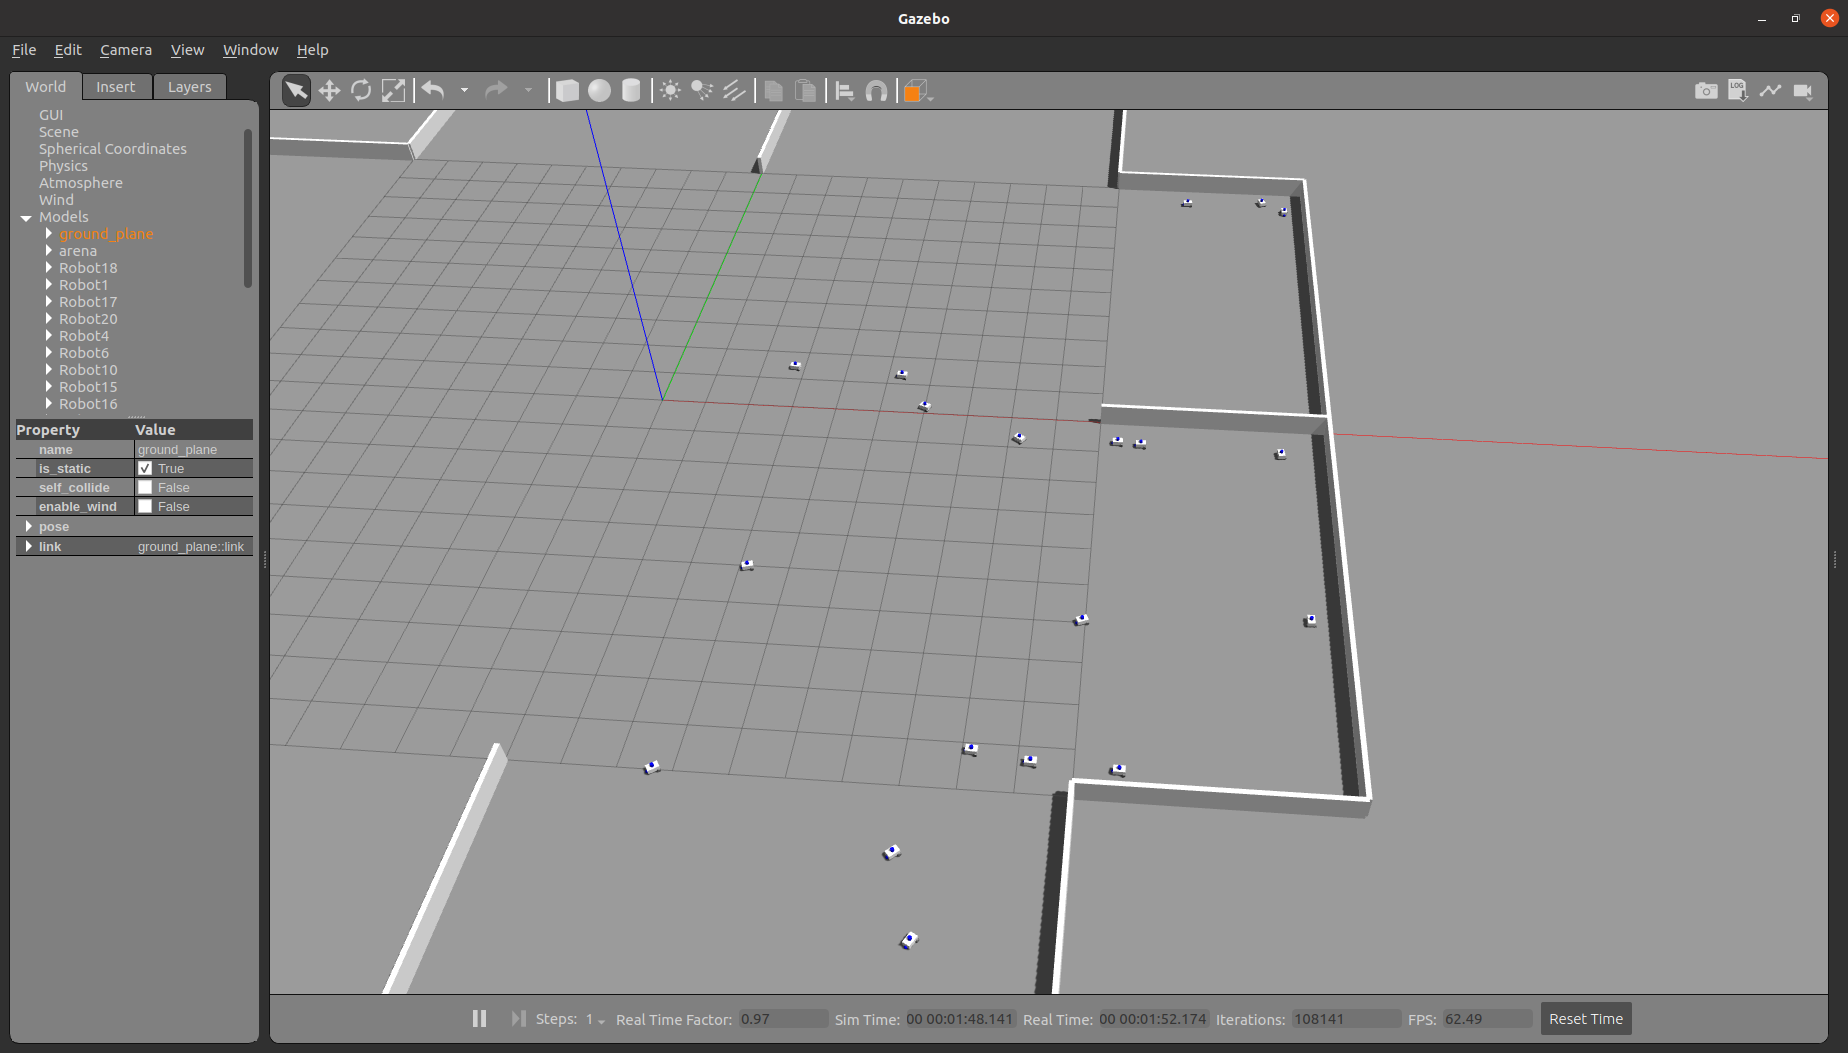 Gazebo
File Edit Camera View Window Help
World Insert Layers
GUI
Scene
Spherical Coordinates
Physics
Atmosphere
Wind
Models
ground_plane
arena
Robot18
Robot1
Robot17
Robot20
Robot4
Robot6
Robot10
Robot15
Robot16
Property Value
name ground_plane
is_static True
self_collide False
enable_wind False
pose
link ground_plane::link
LOG
Steps: 1 Real Time Factor: 0.97 Sim Time: 00 00:01:48.141 Real Time: 00 00:01:52.174 Iterations: 108141 FPS: 62.49 Reset Time